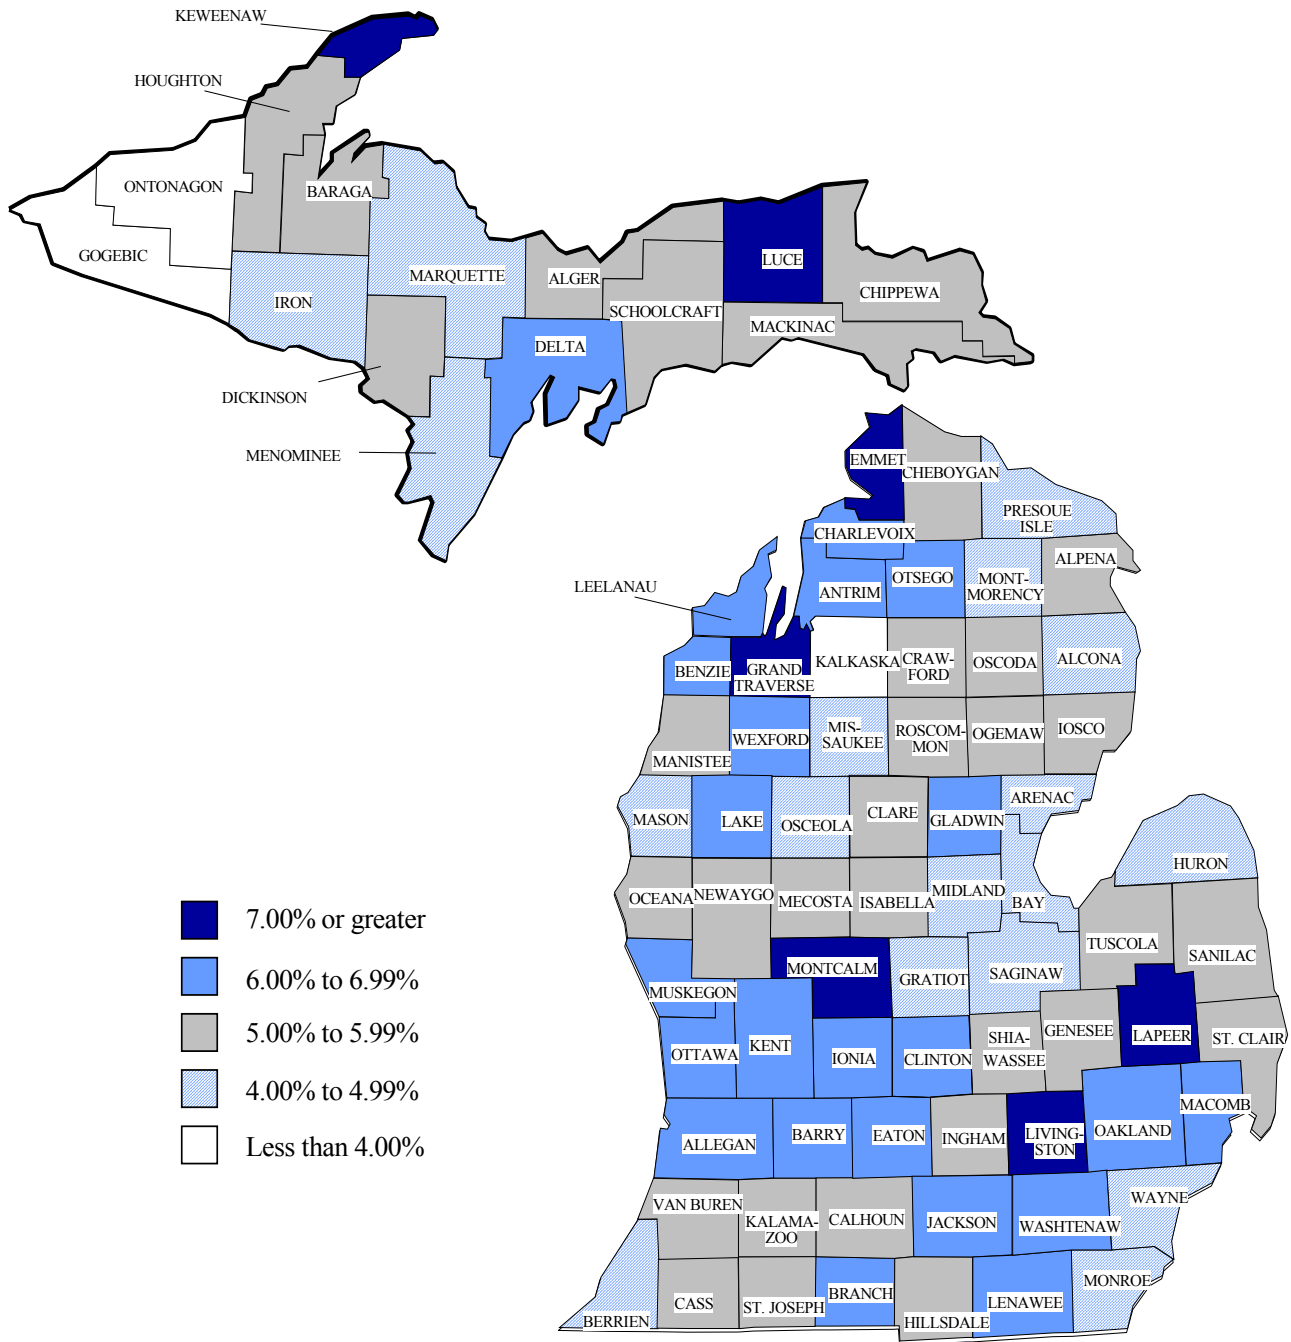 KEWEENAW
HOUGHTON
ONTONAGON
BARAGA
GOGEBIC
LUCE
MARQUETTE
ALGER
CHIPPEWA
IRON
SCHOOLCRAFT
MACKINAC
DELTA
DICKINSON
MENOMINEE
EMMET
CHEBOYGAN
PRESQUE
ISLE
CHARLEVOIX
ALPENA
LEELANAU
ANTRIM
OTSEGO
MONT-
MORENCY
BENZIE
GRAND
TRAVERSE
KALKASKA
CRAW-
FORD
OSCODA
ALCONA
MANISTEE
WEXFORD
MIS-
SAUKEE
ROSCOM-
MON
OGEMAW
IOSCO
MASON
LAKE
OSCEOLA
CLARE
GLADWIN
ARENAC
HURON
OCEANA
NEWAYGO
MECOSTA
ISABELLA
MIDLAND
BAY
TUSCOLA
SANILAC
MUSKEGON
MONTCALM
GRATIOT
SAGINAW
OTTAWA
KENT
IONIA
CLINTON
SHIA-
WASSEE
GENESEE
LAPEER
ST. CLAIR
ALLEGAN
BARRY
EATON
INGHAM
LIVING-
STON
OAKLAND
MACOMB
VAN BUREN
KALAMA-
ZOO
CALHOUN
JACKSON
WASHTENAW
WAYNE
BERRIEN
CASS
ST. JOSEPH
BRANCH
HILLSDALE
LENAWEE
MONROE
7.00% or greater
6.00% to 6.99%
5.00% to 5.99%
4.00% to 4.99%
Less than 4.00%